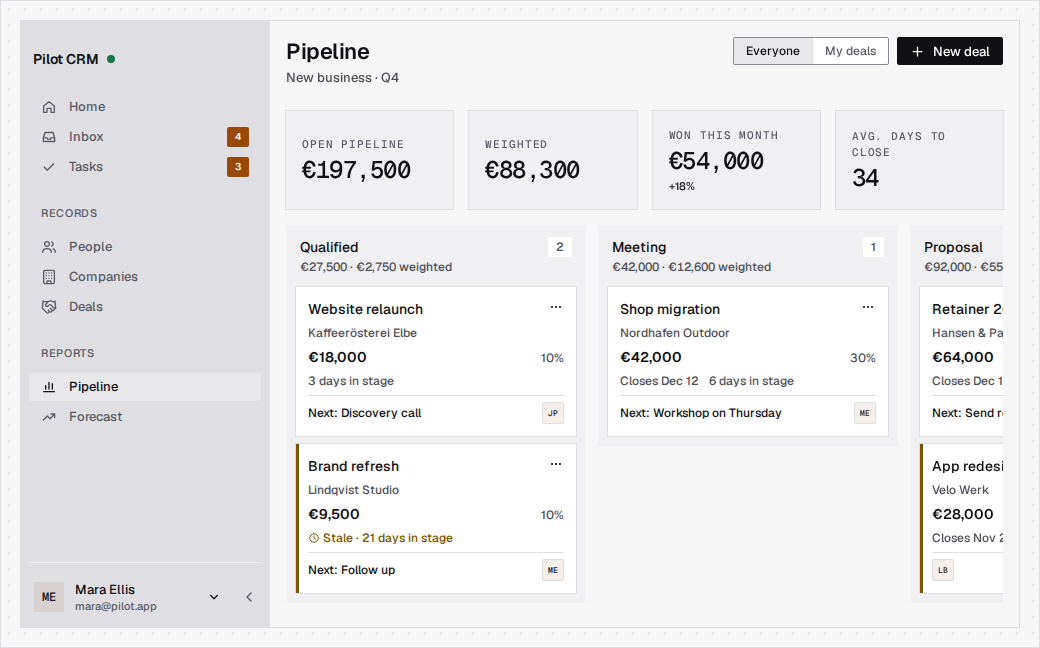 Pilot CRM
Home
Inbox 4
Tasks 3
RECORDS
People
Companies
Deals
REPORTS
Pipeline
Forecast
ME
Mara Ellis
mara@pilot.app
Pipeline
New business · Q4
Everyone
My deals
New deal
OPEN PIPELINE
€197,500
WEIGHTED
€88,300
WON THIS MONTH
€54,000
+18%
AVG. DAYS TO
CLOSE
34
Qualified 2
€27,500 · €2,750 weighted
Website relaunch
Kaffeerösterei Elbe
€18,000 10%
3 days in stage
Next: Discovery call JP
Brand refresh
Lindqvist Studio
€9,500 10%
Stale · 21 days in stage
Next: Follow up ME
Meeting 1
€42,000 · €12,600 weighted
Shop migration
Nordhafen Outdoor
€42,000 30%
Closes Dec 12 6 days in stage
Next: Workshop on Thursday ME
Proposal
€92,000 · €55
Retainer 2
Hansen & Pa
€64,000
Closes Dec 1
Next: Send r
App redesi
Velo Werk
€28,000
Closes Nov 2
LB